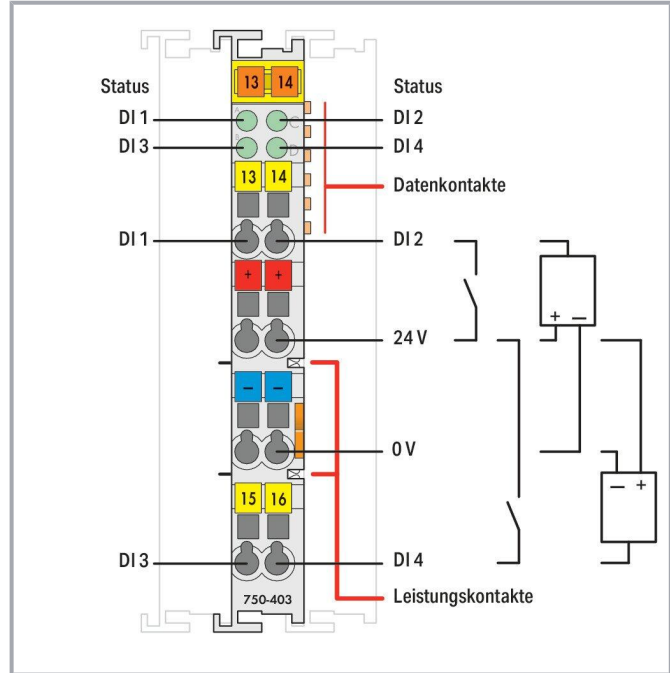 13 14
Status Status
A C
DI 1 DI 2
B D
DI 3 DI 4
13 14
Datenkontakte
DI 1 DI 2
+ +
+ –
24 V
– –
0 V
– +
15 16
DI 3 DI 4
750-403
Leistungskontakte